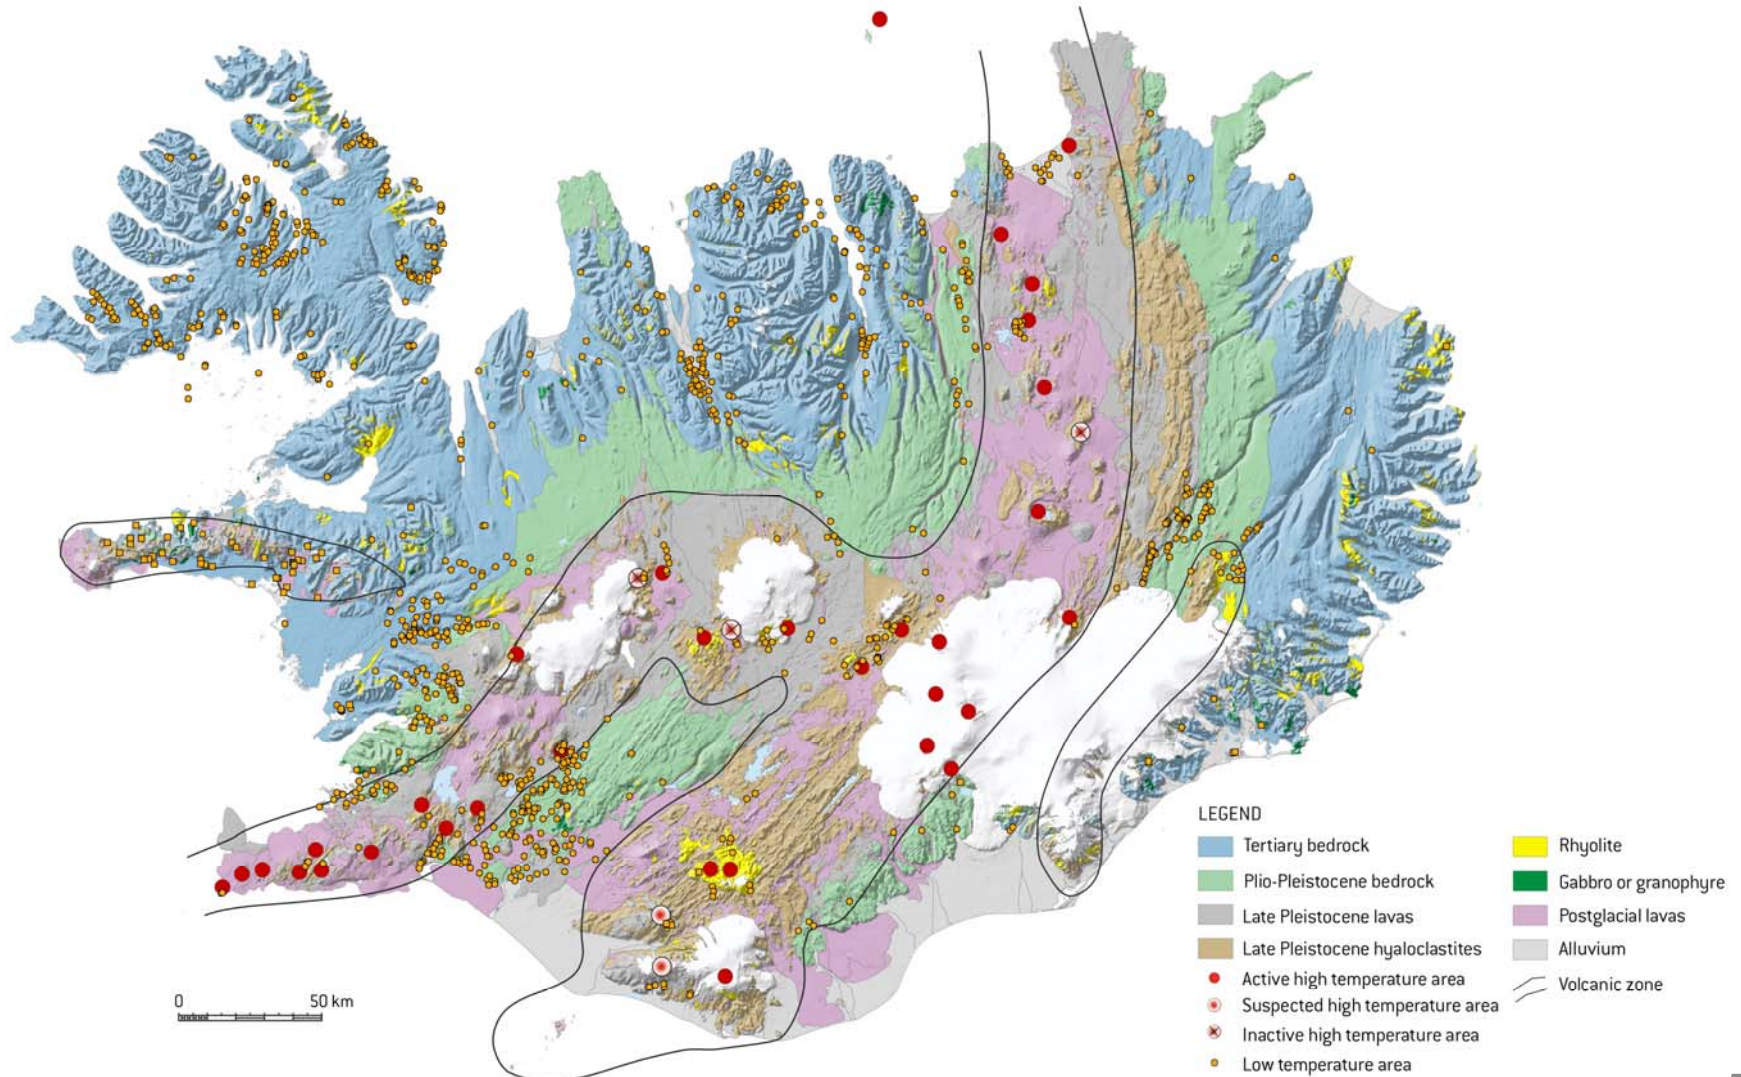 LEGEND
Tertiary bedrock
Plio-Pleistocene bedrock
Late Pleistocene lavas
Late Pleistocene hyaloclastites
Active high temperature area
Suspected high temperature area
Inactive high temperature area
Low temperature area
Rhyolite
Gabbro or granophyre
Postglacial lavas
Alluvium
Volcanic zone
0 50 km